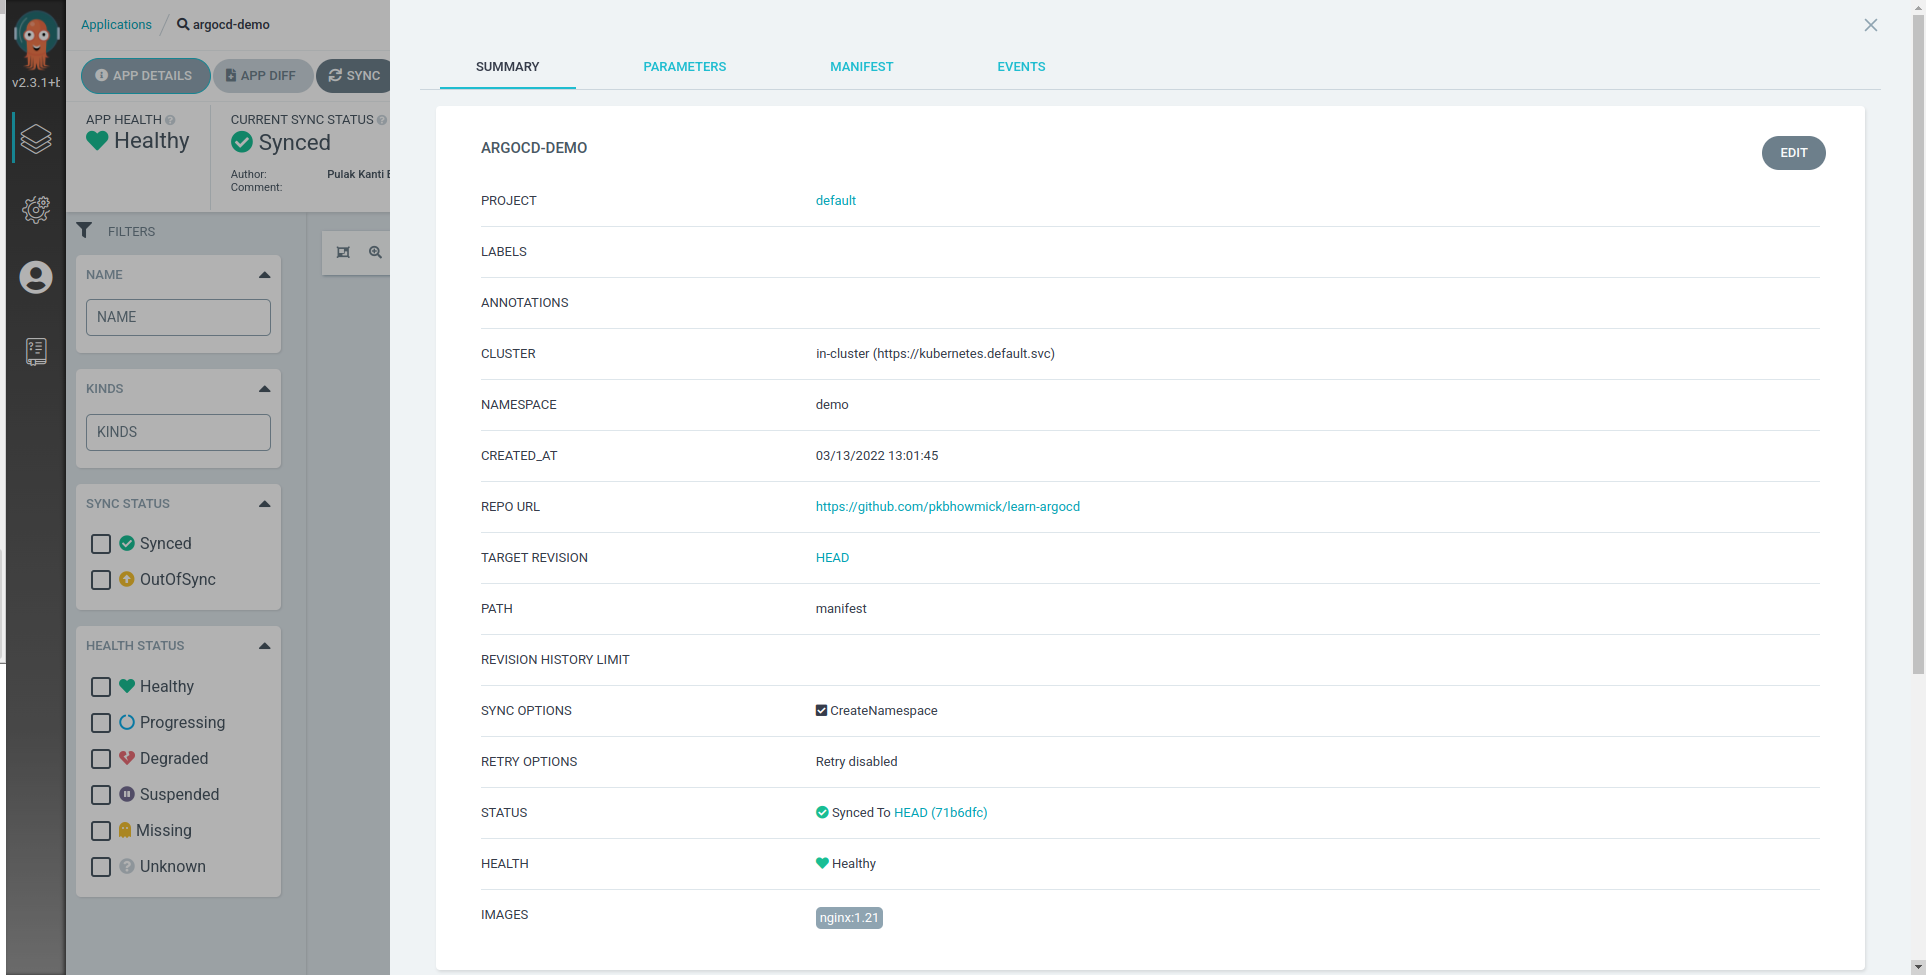 Applications / argocd-demo
v2.3.1+b
APP DETAILS
APP DIFF
SYNC
APP HEALTH
Healthy
CURRENT SYNC STATUS
Synced
Author: Pulak Kanti
Comment:
FILTERS
NAME
NAME
KINDS
KINDS
SYNC STATUS
Synced
OutOfSync
HEALTH STATUS
Healthy
Progressing
Degraded
Suspended
Missing
Unknown
SUMMARY
PARAMETERS
MANIFEST
EVENTS
ARGOCD-DEMO
EDIT
PROJECT default
LABELS
ANNOTATIONS
CLUSTER in-cluster (https://kubernetes.default.svc)
NAMESPACE demo
CREATED_AT 03/13/2022 13:01:45
REPO URL https://github.com/pkbhowmick/learn-argocd
TARGET REVISION HEAD
PATH manifest
REVISION HISTORY LIMIT
SYNC OPTIONS CreateNamespace
RETRY OPTIONS Retry disabled
STATUS Synced To HEAD (71b6dfc)
HEALTH Healthy
IMAGES nginx:1.21